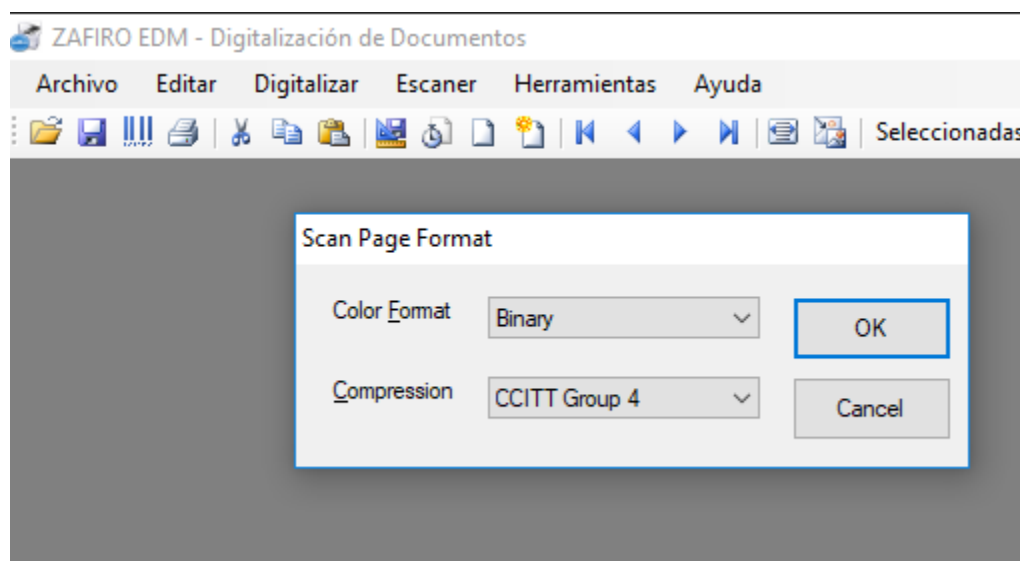 ZAFIRO EDM - Digitalización de Documentos
Archivo Editar Digitalizar Escaner Herramientas Ayuda
Seleccionadas
Scan Page Format
Color Format Binary
OK
Compression CCITT Group 4
Cancel